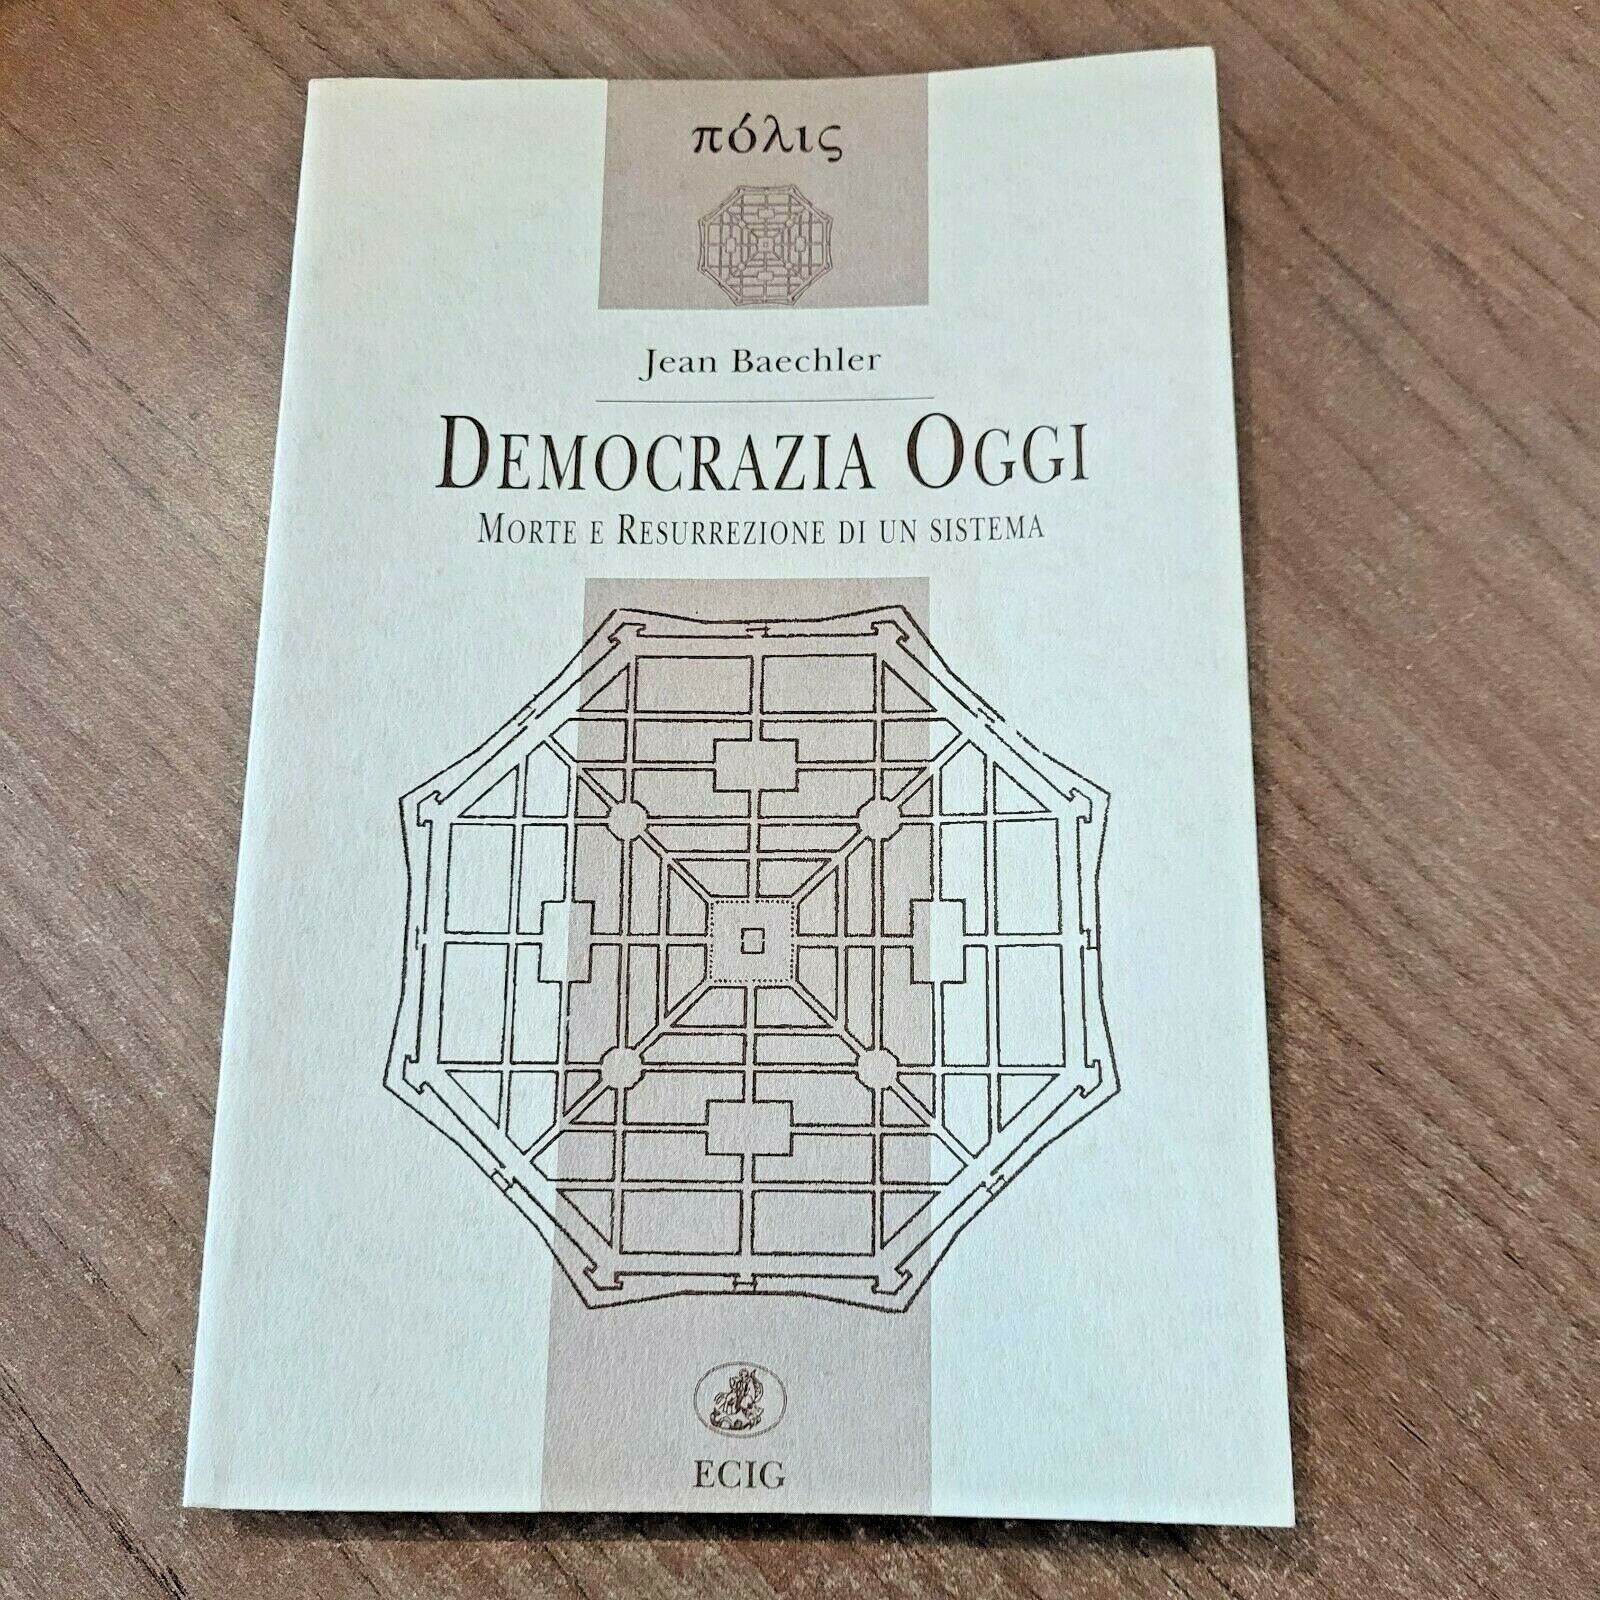 πόλις
Jean Baechler
DEMOCRAZIA OGGI
MORTE E RESURREZIONE DI UN SISTEMA
ECIG